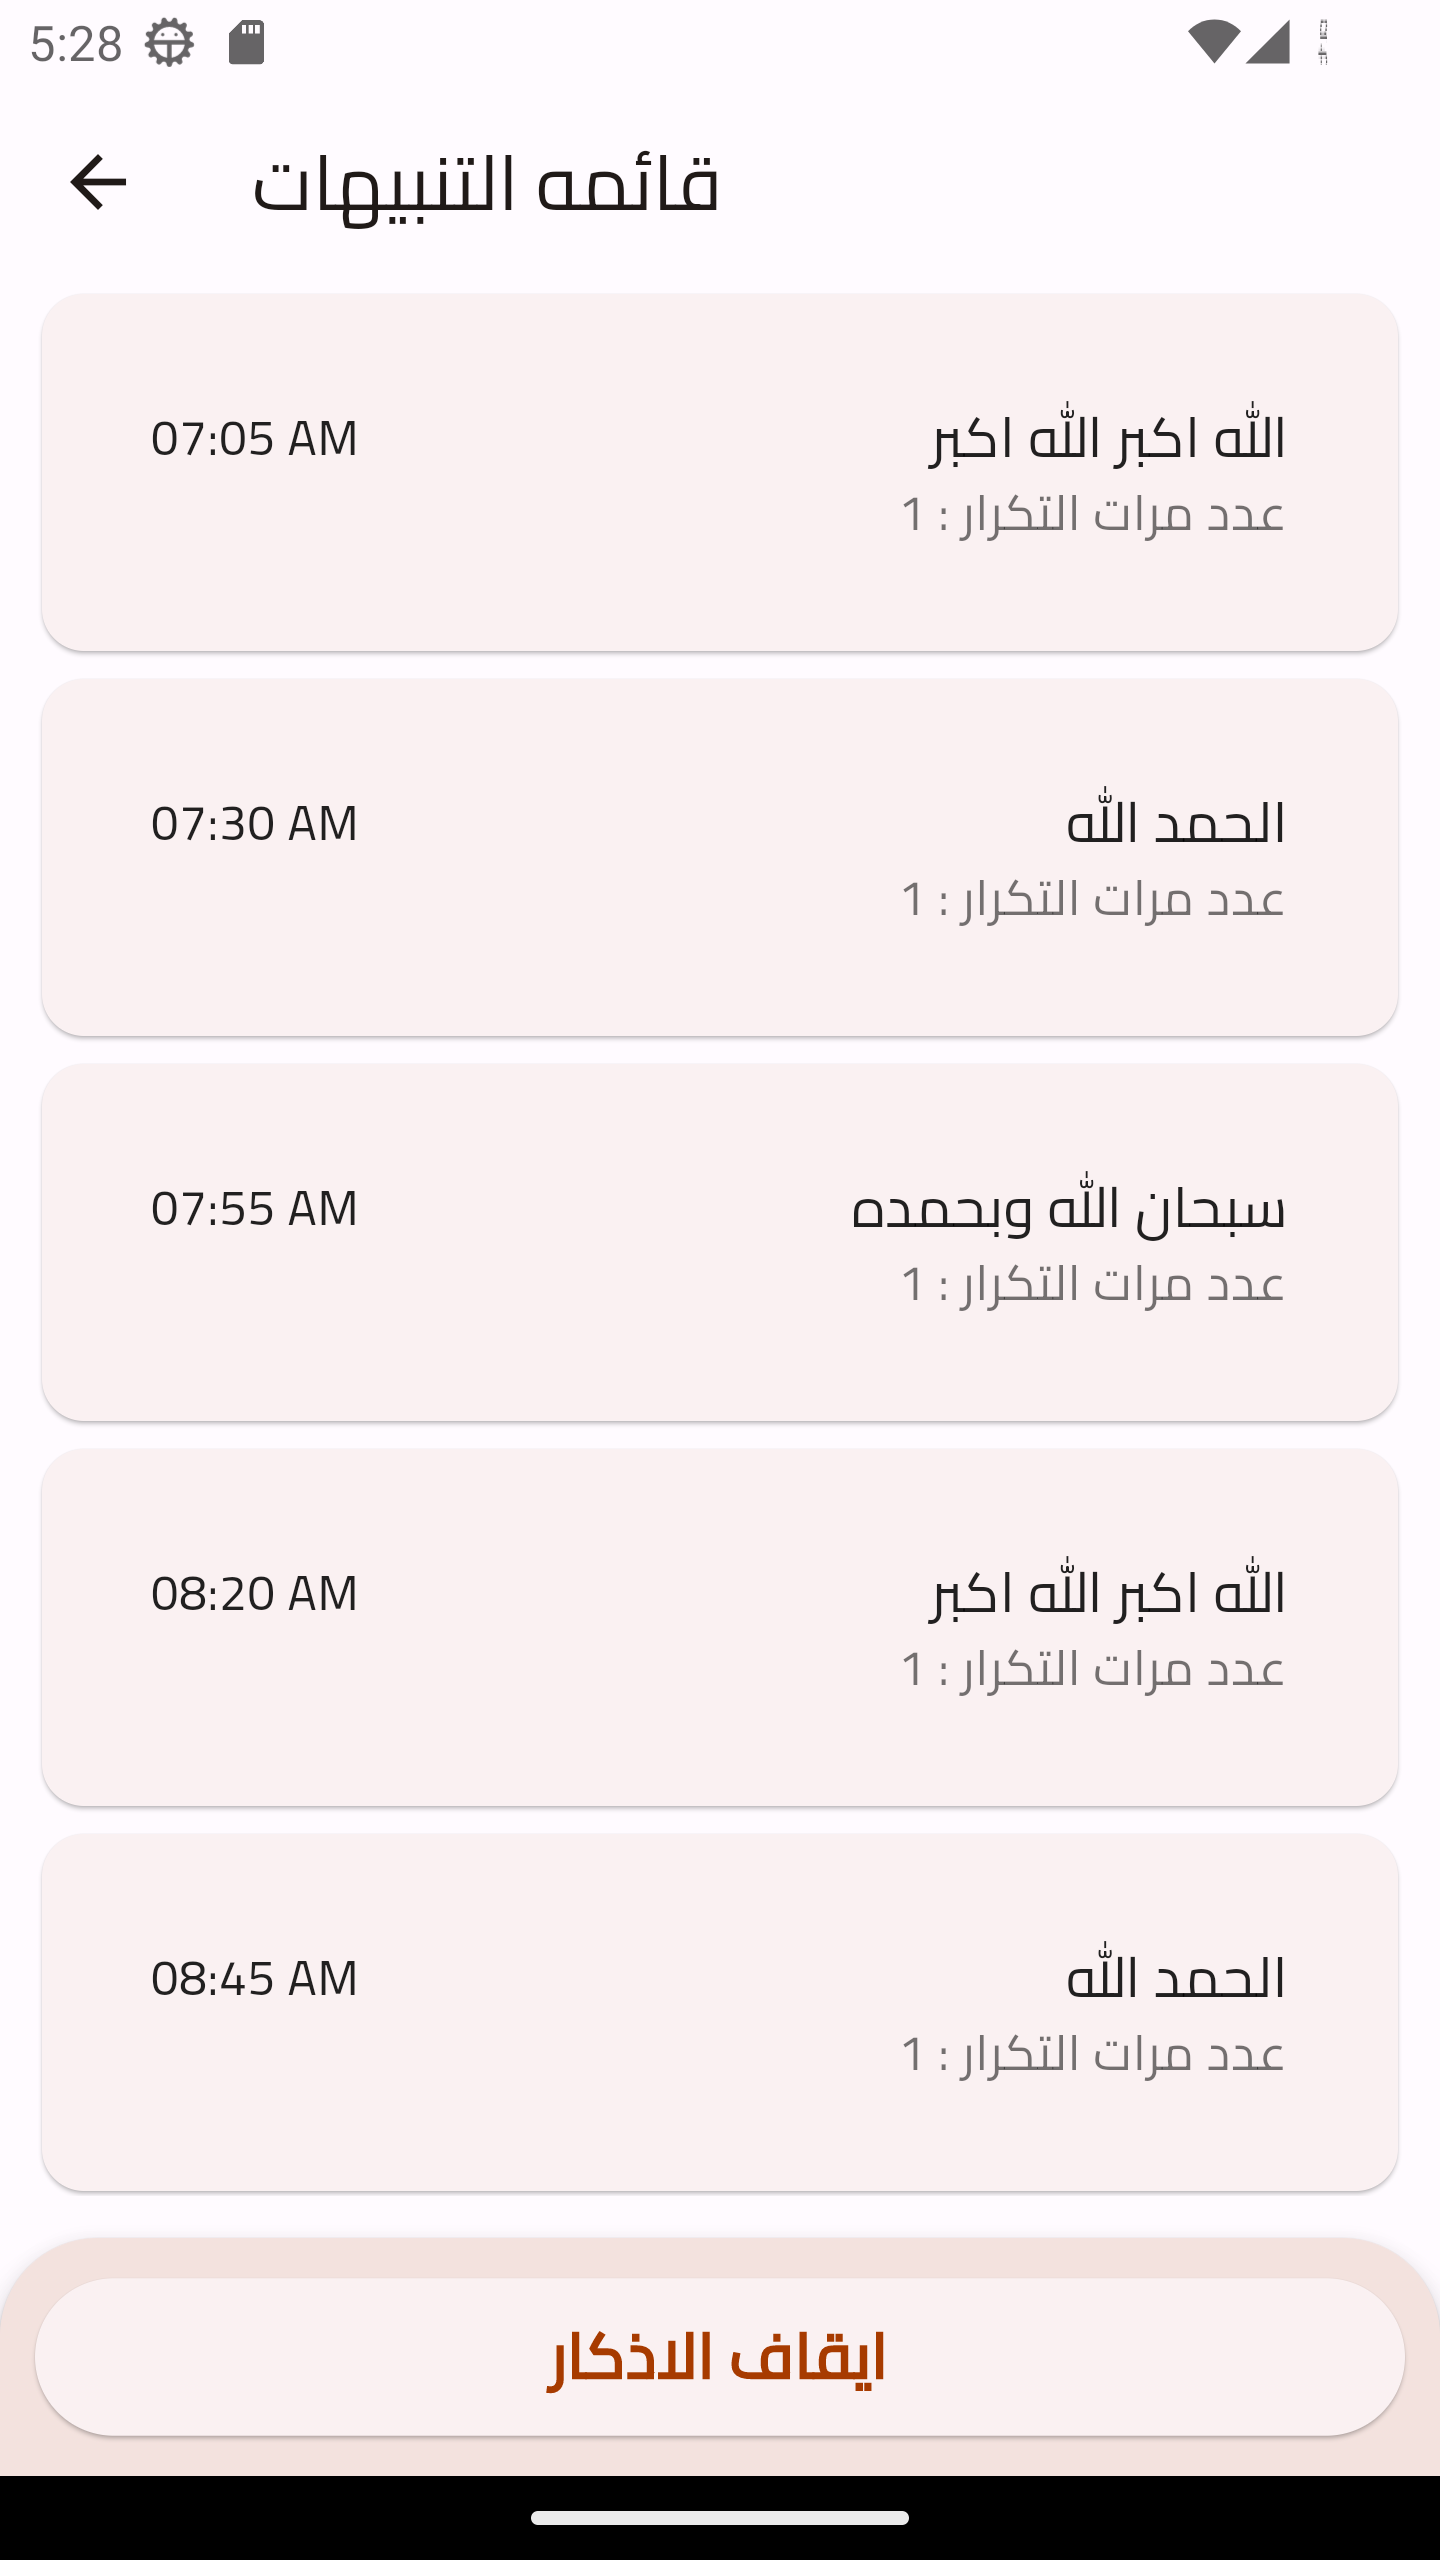 5:28
قائمه التنبيهات
الله اكبر الله اكبر
07:05 AM
عدد مرات التكرار : 1
الحمد الله
07:30 AM
عدد مرات التكرار : 1
سبحان الله وبحمده
07:55 AM
عدد مرات التكرار : 1
الله اكبر الله اكبر
08:20 AM
عدد مرات التكرار : 1
الحمد الله
08:45 AM
عدد مرات التكرار : 1
ايقاف الاذكار